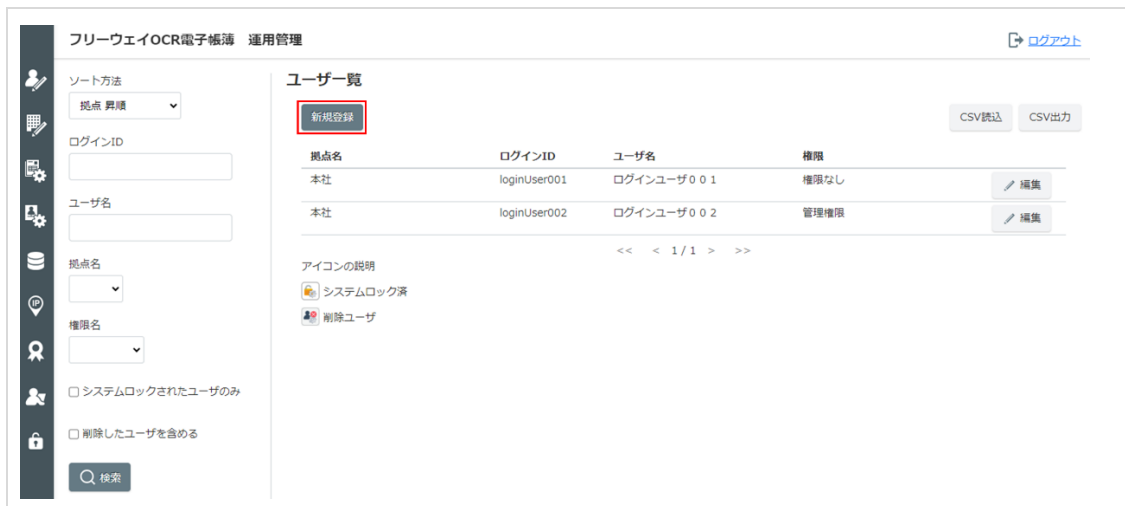 フリーウェイOCR電子帳簿 運用管理
ログアウト
ソート方法
拠点 昇順
ログインID
ユーザ名
拠点名
権限名
システムロックされたユーザのみ
削除したユーザを含める
検索
IP
ユーザ一覧
新規登録
CSV読込 CSV出力
拠点名 ログインID ユーザ名 権限
本社 loginUser001 ログインユーザ００１ 権限なし 編集
本社 loginUser002 ログインユーザ００２ 管理権限 編集
<< < 1/1 > >>
アイコンの説明
システムロック済
削除ユーザ